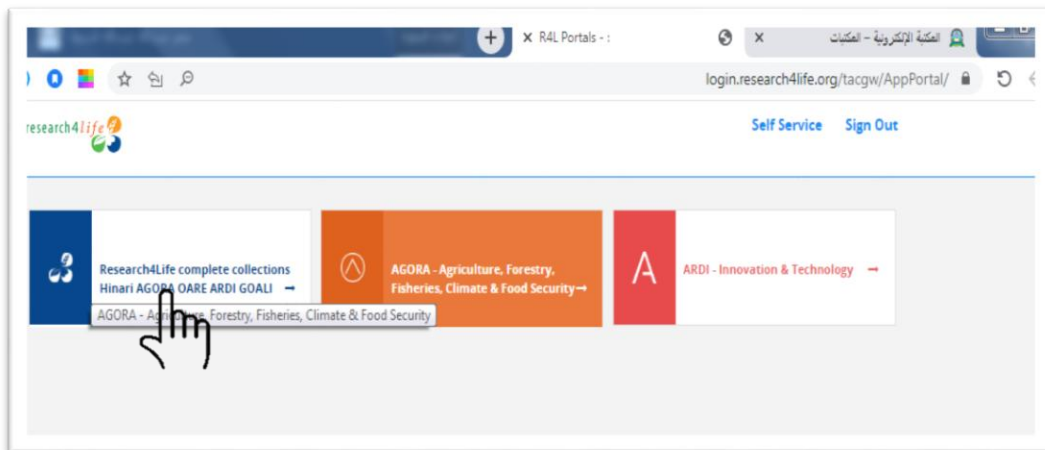 R4L Portals - :
المكتبة الإلكترونية – المكتبات
login.research4life.org/tacgw/AppPortal/
research4life
Self Service Sign Out
Research4Life complete collections
Hinari AGORA OARE ARDI GOALI →
AGORA - Agriculture, Forestry,
Fisheries, Climate & Food Security→
ARDI - Innovation & Technology →
AGORA - Agriculture, Forestry, Fisheries, Climate & Food Security